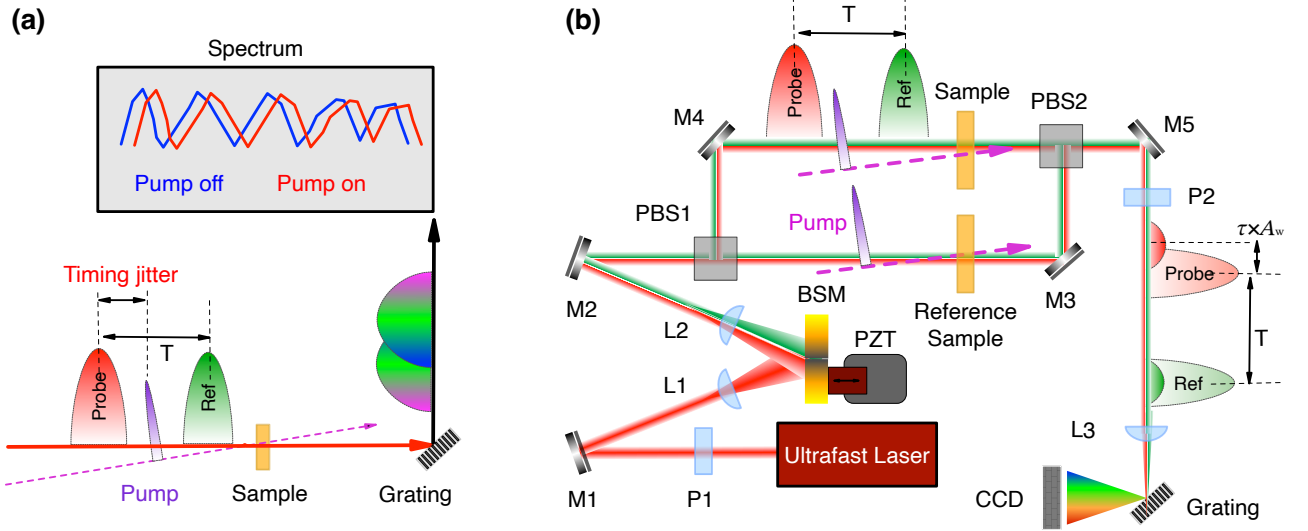 (a)
Spectrum
Pump off
Pump on
Timing jitter
T
Probe
Ref
Pump
Sample
Grating
(b)
T
Probe
Ref
Sample
PBS2
M4
M5
P2
PBS1
Pump
τ×Aw
Probe
M2
BSM
Reference
Sample
M3
L2
PZT
T
L1
Ref
L3
Ultrafast Laser
M1
P1
CCD
Grating